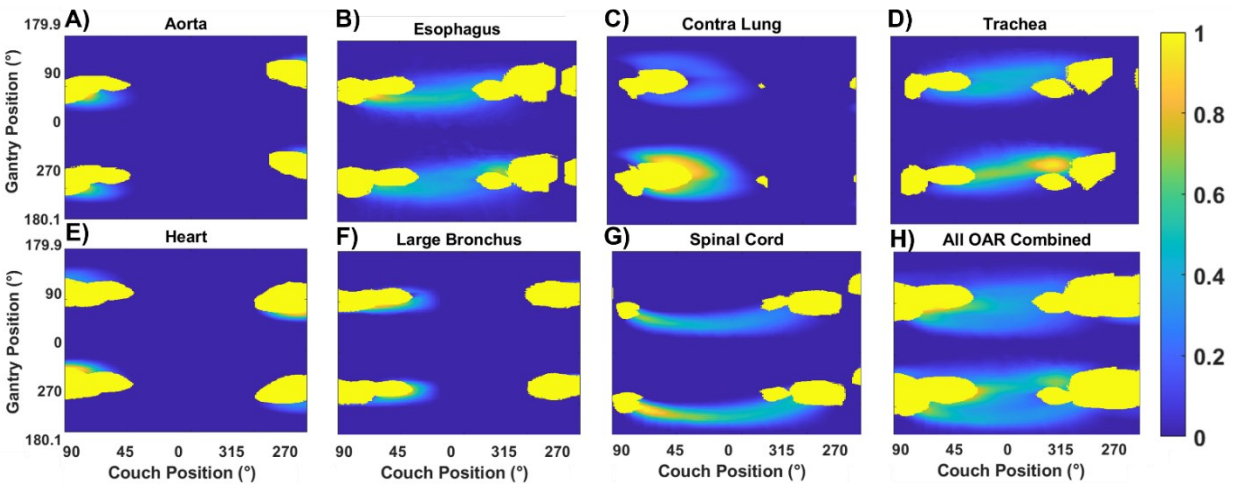 A) Aorta
B) Esophagus
C) Contra Lung
D) Trachea
179.9
90
0
270
180.1
Gantry Position (°)
1
0.8
0.6
0.4
0.2
0
E) Heart
F) Large Bronchus
G) Spinal Cord
H) All OAR Combined
179.9
90
0
270
180.1
Gantry Position (°)
90 45 0 315 270
90 45 0 315 270
90 45 0 315 270
90 45 0 315 270
Couch Position (°)
Couch Position (°)
Couch Position (°)
Couch Position (°)